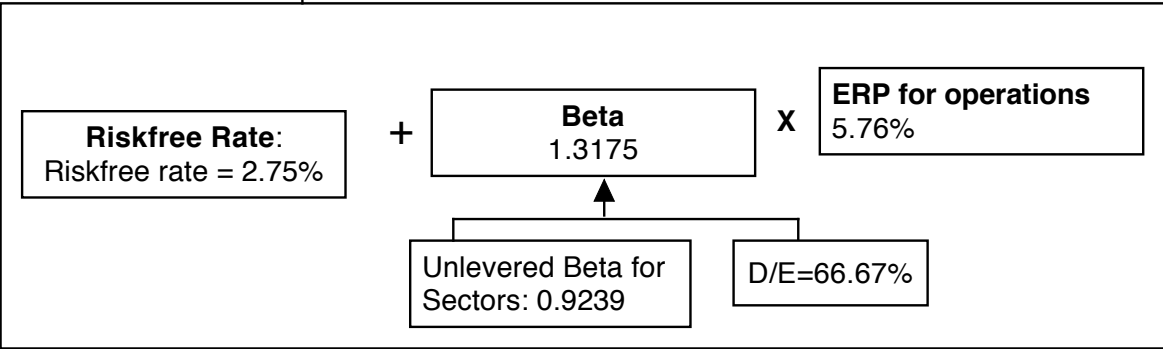 Riskfree Rate:
Riskfree rate = 2.75%
+
Beta
1.3175
X
ERP for operations
5.76%
Unlevered Beta for
Sectors: 0.9239
D/E=66.67%